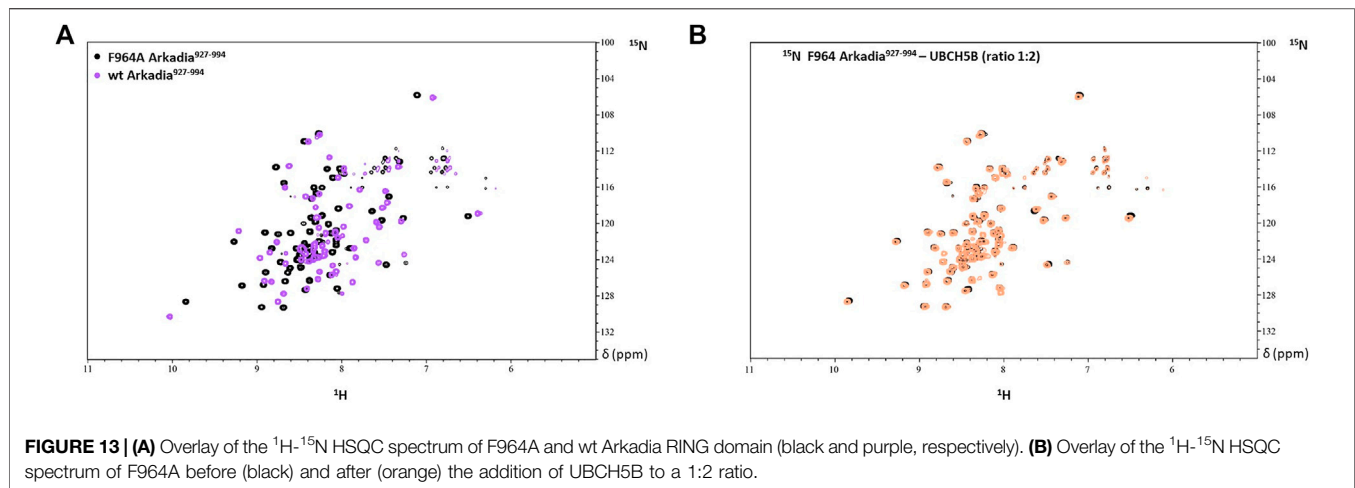 A
100
¹⁵N
● F964A Arkadia⁹²⁷⁻⁹⁹⁴
● wt Arkadia⁹²⁷⁻⁹⁹⁴
104
108
112
116
120
124
128
132
δ (ppm)
11
10
9
8
7
6
¹H
B
100
¹⁵N
¹⁵N F964 Arkadia⁹²⁷⁻⁹⁹⁴ – UBCH5B (ratio 1:2)
104
108
112
116
120
124
128
132
δ (ppm)
11
10
9
8
7
6
¹H
FIGURE 13 | (A) Overlay of the ¹H-¹⁵N HSQC spectrum of F964A and wt Arkadia RING domain (black and purple, respectively). (B) Overlay of the ¹H-¹⁵N HSQC
spectrum of F964A before (black) and after (orange) the addition of UBCH5B to a 1:2 ratio.